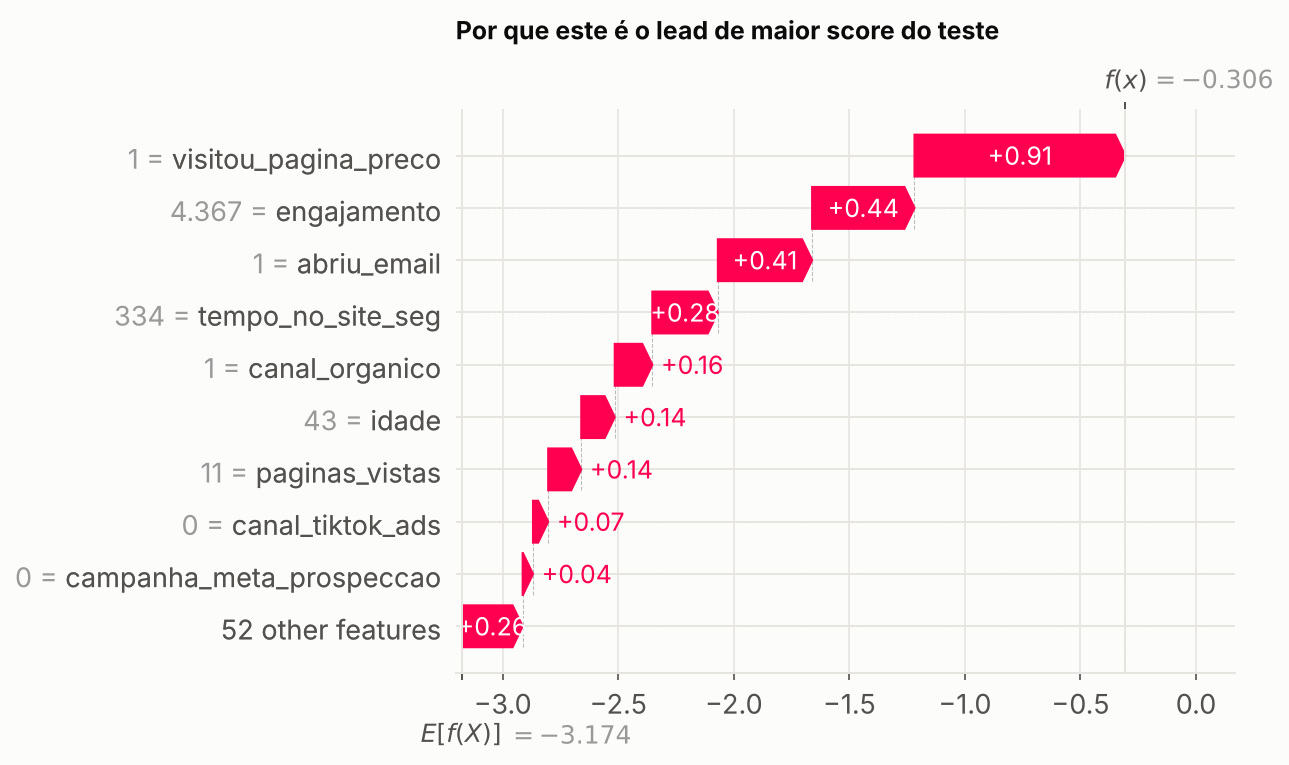 Por que este é o lead de maior score do teste
f(x) = −0.306
1 = visitou_pagina_preco +0.91
4.367 = engajamento +0.44
1 = abriu_email +0.41
334 = tempo_no_site_seg +0.28
1 = canal_organico +0.16
43 = idade +0.14
11 = paginas_vistas +0.14
0 = canal_tiktok_ads +0.07
0 = campanha_meta_prospeccao +0.04
52 other features +0.26
−3.0 −2.5 −2.0 −1.5 −1.0 −0.5 0.0
E[f(X)] = −3.174